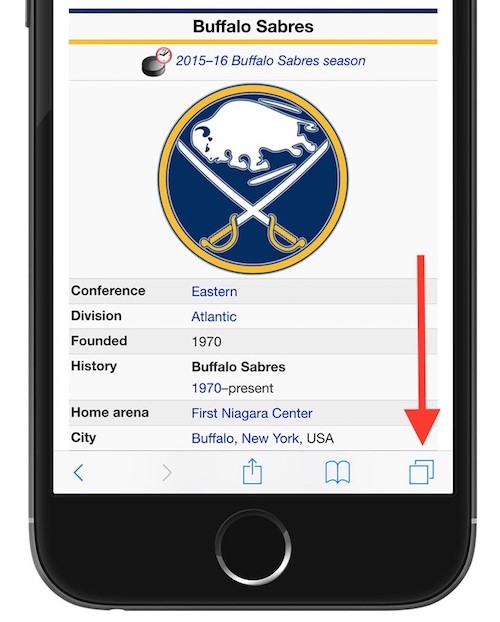 Buffalo Sabres
2015–16 Buffalo Sabres season
Conference Eastern
Division Atlantic
Founded 1970
History Buffalo Sabres
1970–present
Home arena First Niagara Center
City Buffalo, New York, USA